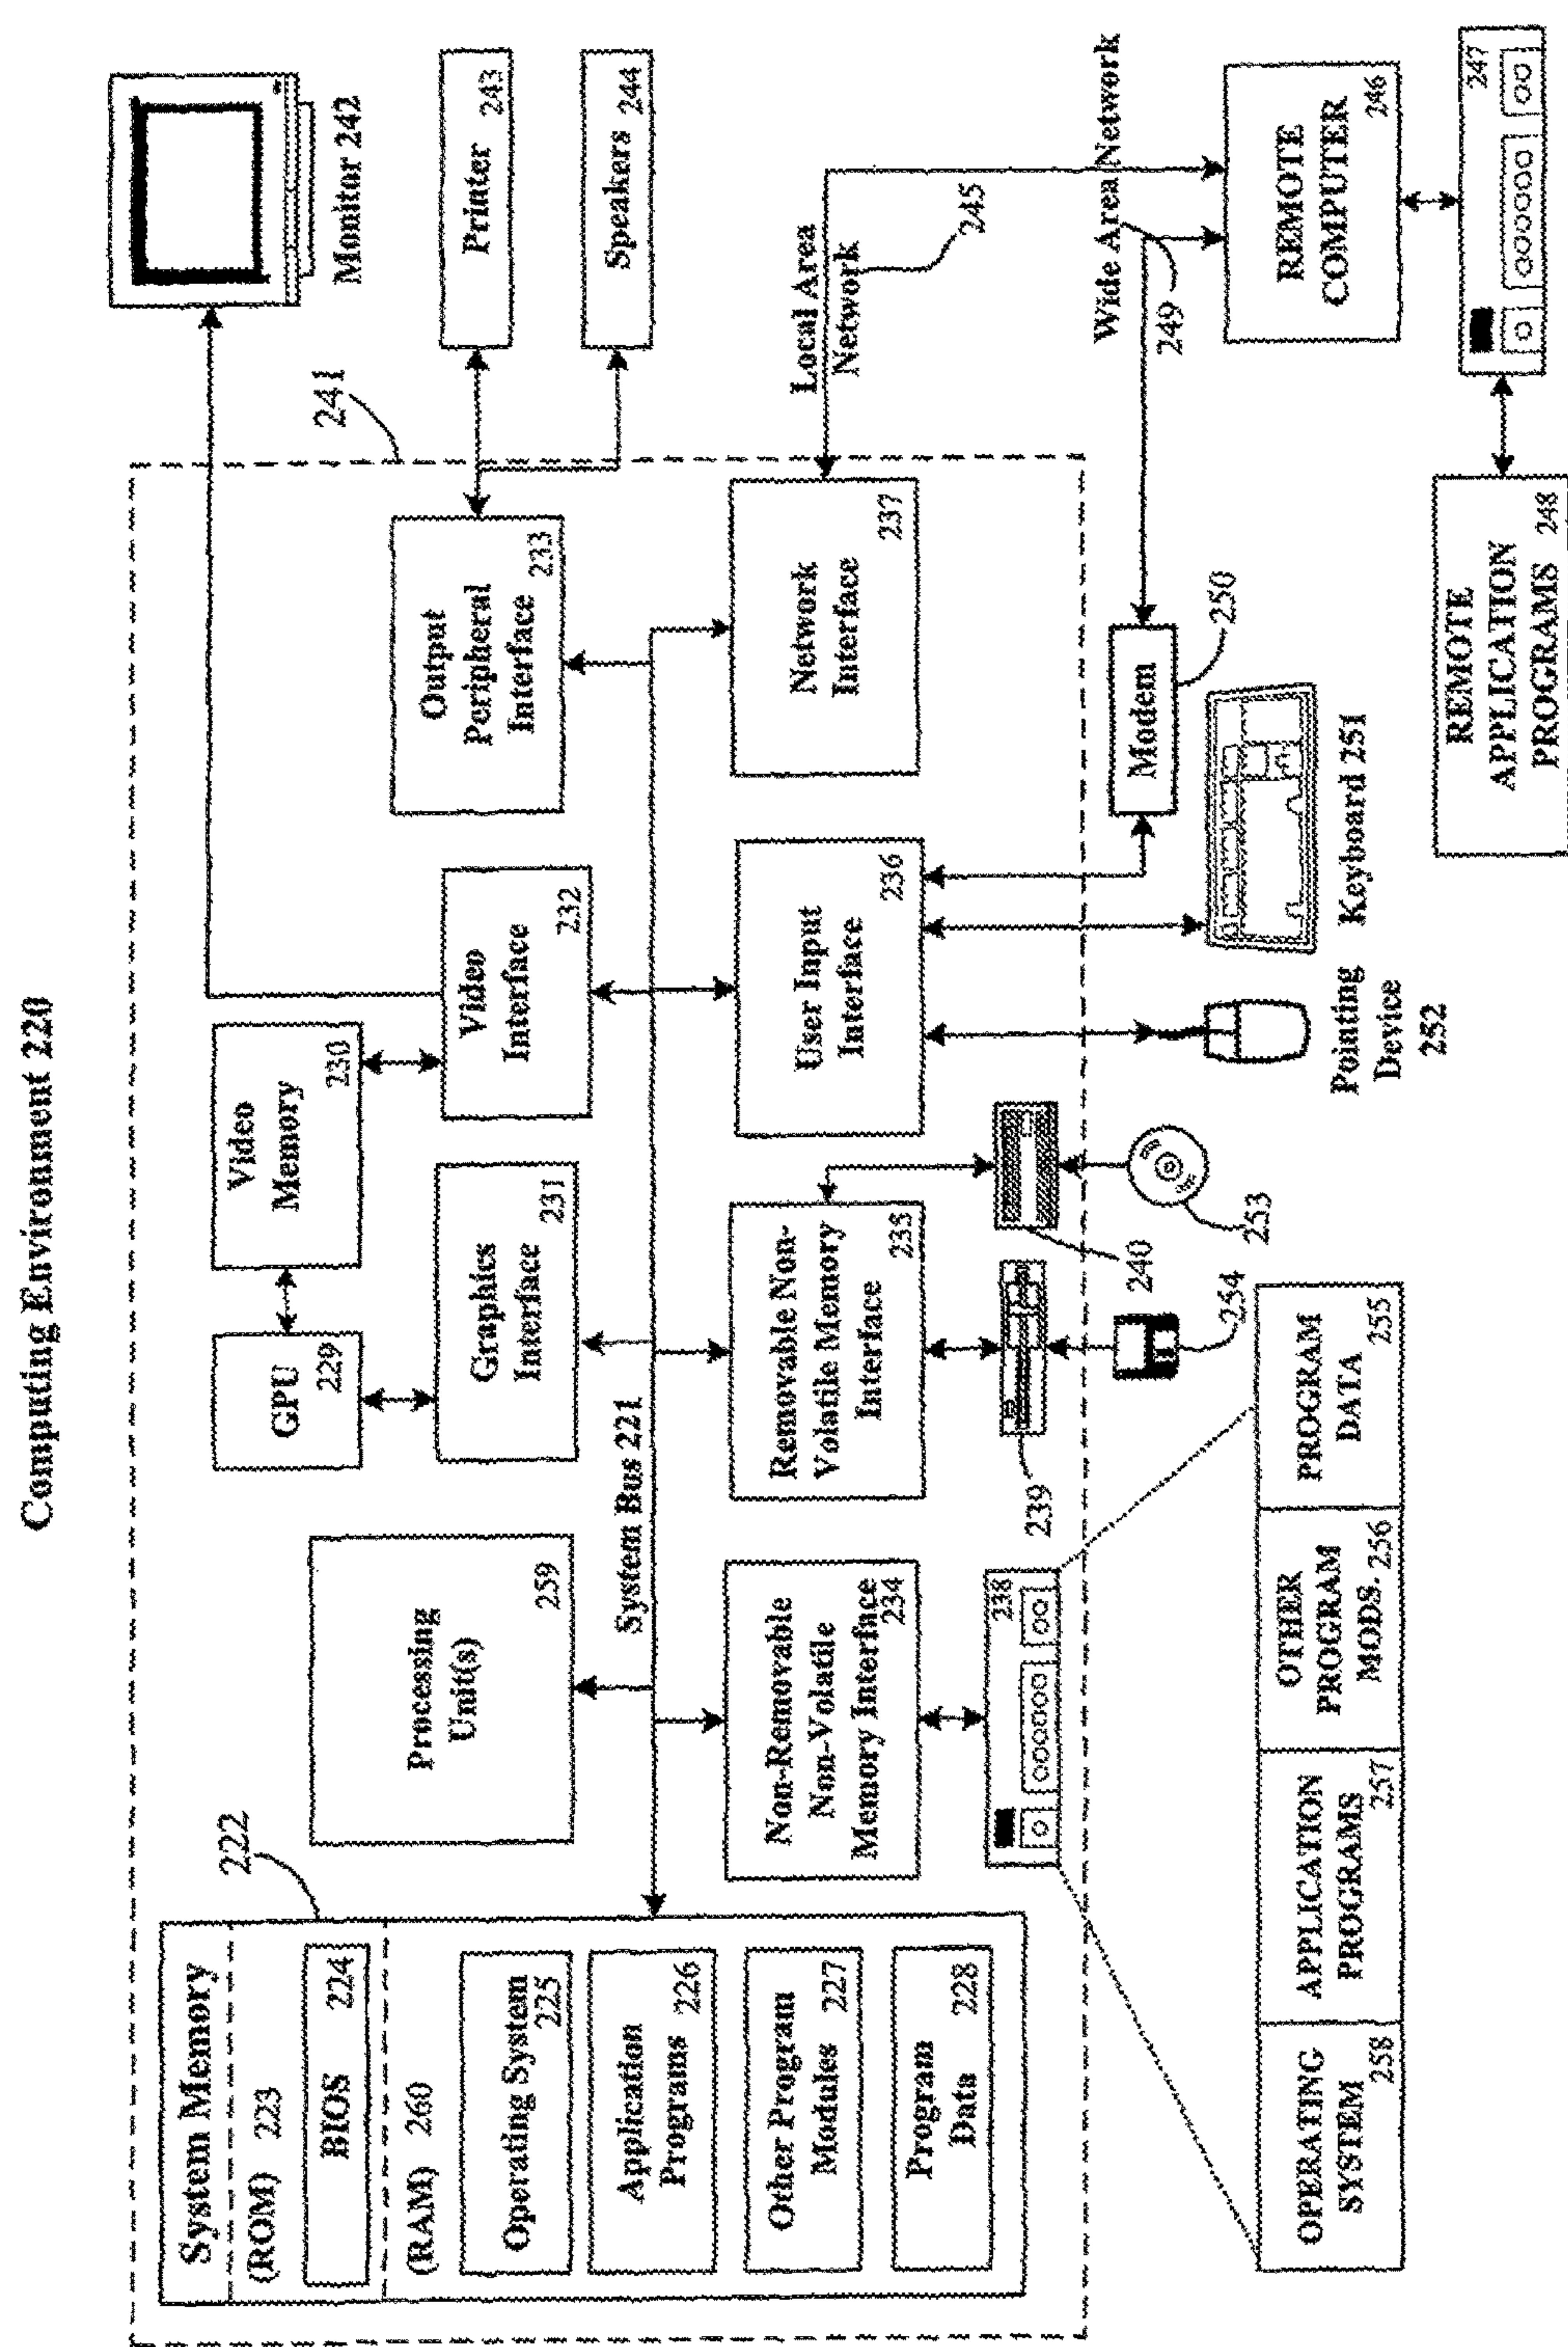 Computing Environment 220
222
System Memory
(ROM) 223
BIOS 224
(RAM) 260
Operating System
225
Application
Programs 226
Other Program
Modules 227
Program
Data 228
Processing
Unit(s)
259
GPU
229
Video
Memory
230
Graphics
Interface
231
Video
Interface
232
Output
Peripheral
Interface
233
241
Monitor 242
Printer 243
Speakers 244
System Bus 221
Non-Removable
Non-Volatile
Memory Interface
234
Removable Non-
Volatile Memory
Interface
235
User Input
Interface
236
Network
Interface
237
Local Area
Network
245
238
239
240
254
253
Pointing
Device
252
Keyboard 251
Modem
250
Wide Area Network
249
REMOTE
COMPUTER
246
247
REMOTE
APPLICATION
PROGRAMS 248
OPERATING
SYSTEM
258
APPLICATION
PROGRAMS
257
OTHER
PROGRAM
MODS. 256
PROGRAM
DATA
255